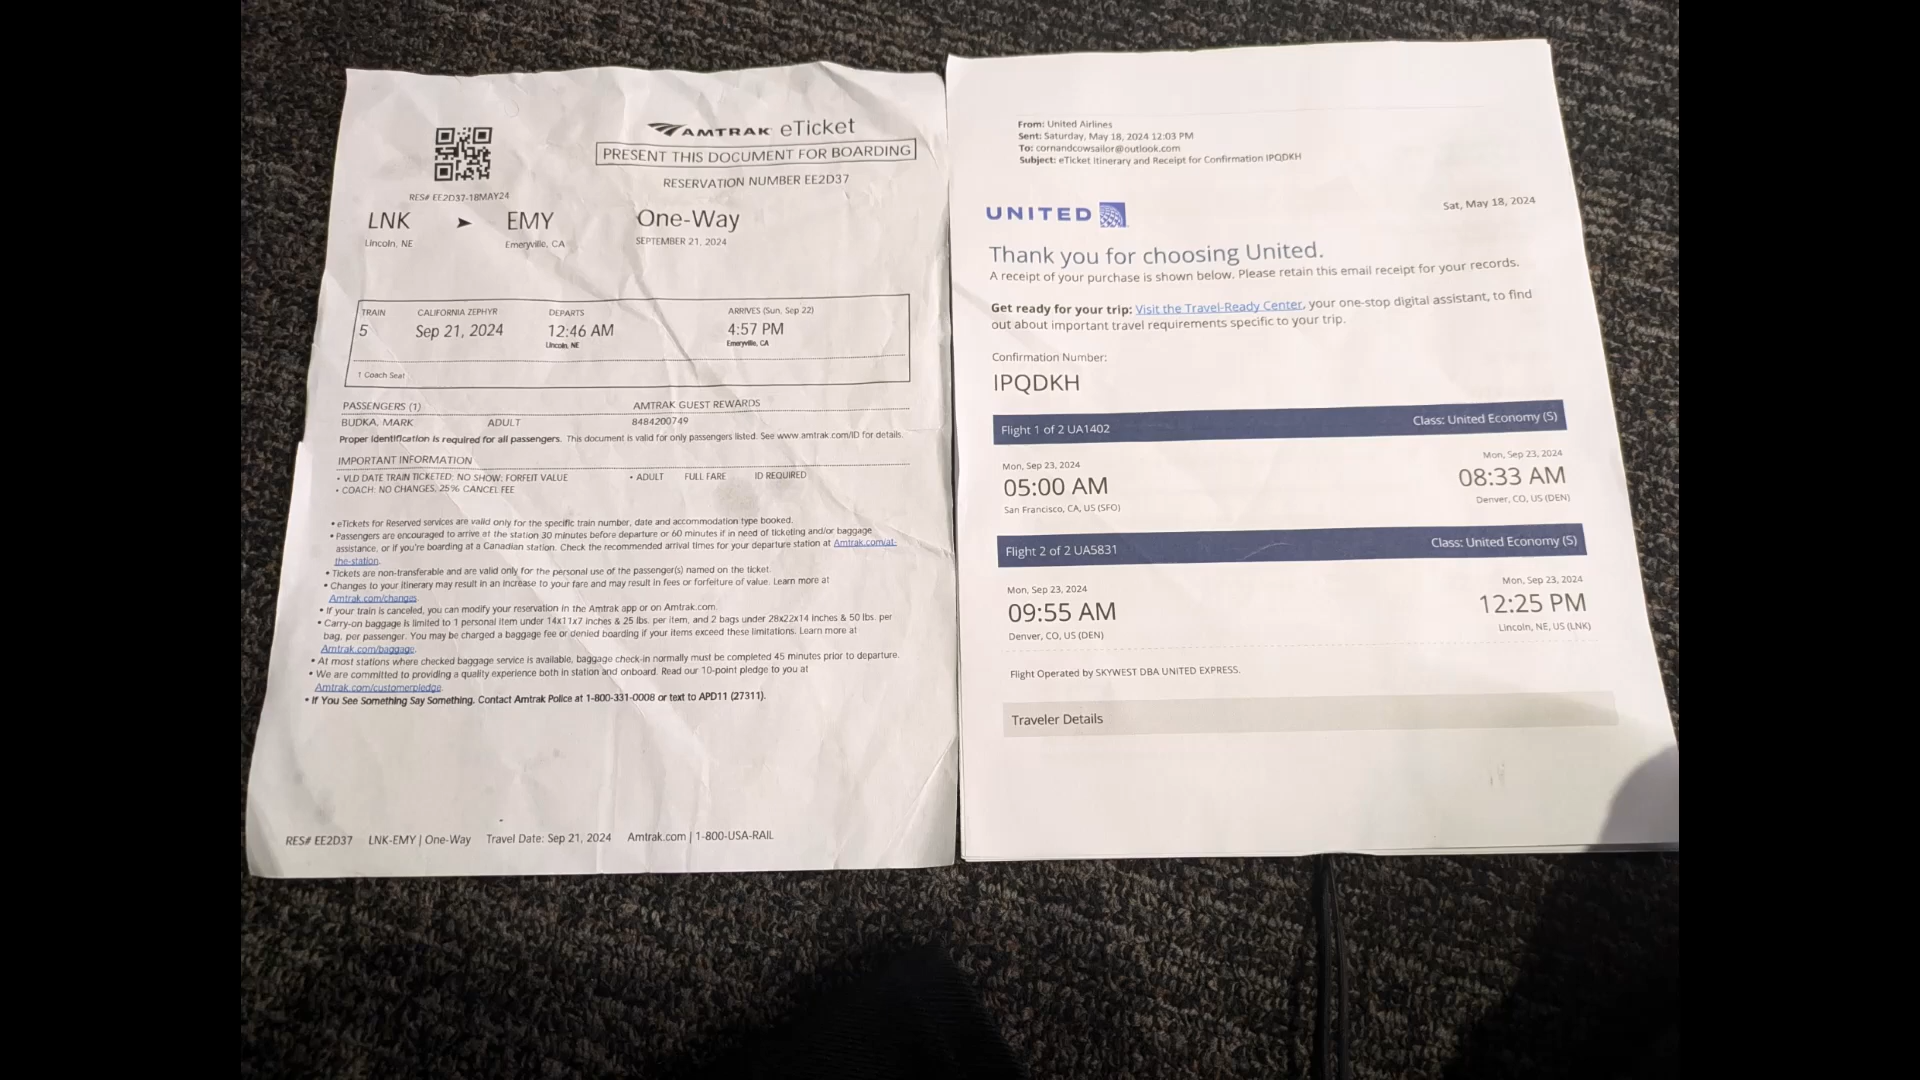 AMTRAK eTicket
PRESENT THIS DOCUMENT FOR BOARDING
RESERVATION NUMBER EE2D37
RES# EE2D37-18MAY24
LNK EMY One-Way
Lincoln, NE Emeryville, CA SEPTEMBER 21, 2024
TRAIN CALIFORNIA ZEPHYR DEPARTS ARRIVES (Sun, Sep 22)
5 Sep 21, 2024 12:46 AM 4:57 PM
Lincoln, NE Emeryville, CA
1 Coach Seat
PASSENGERS (1) AMTRAK GUEST REWARDS
BUDKA, MARK ADULT 8484200749
Proper identification is required for all passengers. This document is valid for only passengers listed. See www.amtrak.com/ID for details.
IMPORTANT INFORMATION
• VLD DATE TRAIN TICKETED; NO SHOW: FORFEIT VALUE • ADULT FULL FARE ID REQUIRED
• COACH: NO CHANGES; 25% CANCEL FEE
• eTickets for Reserved services are valid only for the specific train number, date and accommodation type booked.
• Passengers are encouraged to arrive at the station 30 minutes before departure or 60 minutes if in need of ticketing and/or baggage
assistance, or if you're boarding at a Canadian station. Check the recommended arrival times for your departure station at Amtrak.com/at-
the-station.
• Tickets are non-transferable and are valid only for the personal use of the passenger(s) named on the ticket.
• Changes to your itinerary may result in an increase to your fare and may result in fees or forfeiture of value. Learn more at
Amtrak.com/changes.
• If your train is canceled, you can modify your reservation in the Amtrak app or on Amtrak.com.
• Carry-on baggage is limited to 1 personal item under 14x11x7 inches & 25 lbs. per item, and 2 bags under 28x22x14 inches & 50 lbs. per
bag, per passenger. You may be charged a baggage fee or denied boarding if your items exceed these limitations. Learn more at
Amtrak.com/baggage.
• At most stations where checked baggage service is available, baggage check-in normally must be completed 45 minutes prior to departure.
• We are committed to providing a quality experience both in station and onboard. Read our 10-point pledge to you at
Amtrak.com/customerpledge.
• If You See Something Say Something. Contact Amtrak Police at 1-800-331-0008 or text to APD11 (27311).
RES# EE2D37 LNK-EMY | One-Way Travel Date: Sep 21, 2024 Amtrak.com | 1-800-USA-RAIL
From: United Airlines
Sent: Saturday, May 18, 2024 12:03 PM
To: cornandcowsailor@outlook.com
Subject: eTicket Itinerary and Receipt for Confirmation IPQDKH
UNITED
Sat, May 18, 2024
Thank you for choosing United.
A receipt of your purchase is shown below. Please retain this email receipt for your records.
Get ready for your trip: Visit the Travel-Ready Center, your one-stop digital assistant, to find
out about important travel requirements specific to your trip.
Confirmation Number:
IPQDKH
Flight 1 of 2 UA1402 Class: United Economy (S)
Mon, Sep 23, 2024 Mon, Sep 23, 2024
05:00 AM 08:33 AM
San Francisco, CA, US (SFO) Denver, CO, US (DEN)
Flight 2 of 2 UA5831 Class: United Economy (S)
Mon, Sep 23, 2024 Mon, Sep 23, 2024
09:55 AM 12:25 PM
Denver, CO, US (DEN) Lincoln, NE, US (LNK)
Flight Operated by SKYWEST DBA UNITED EXPRESS.
Traveler Details